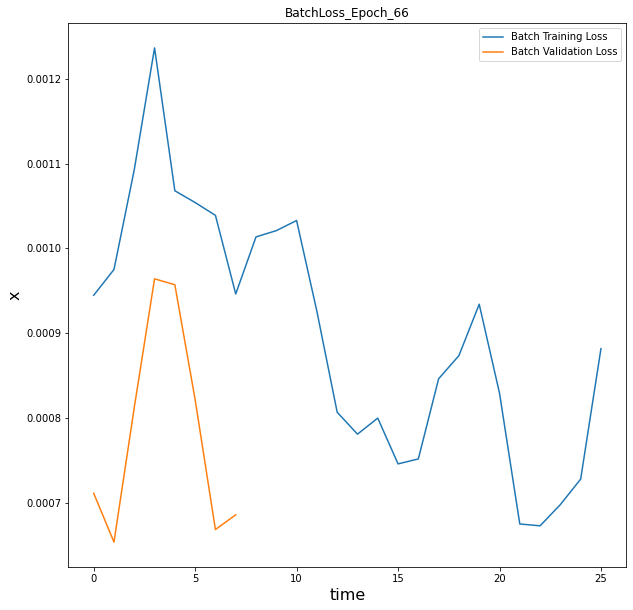 BatchLoss_Epoch_66
Batch Training Loss
Batch Validation Loss
0.0012
0.0011
0.0010
0.0009
0.0008
0.0007
x
0 5 10 15 20 25
time